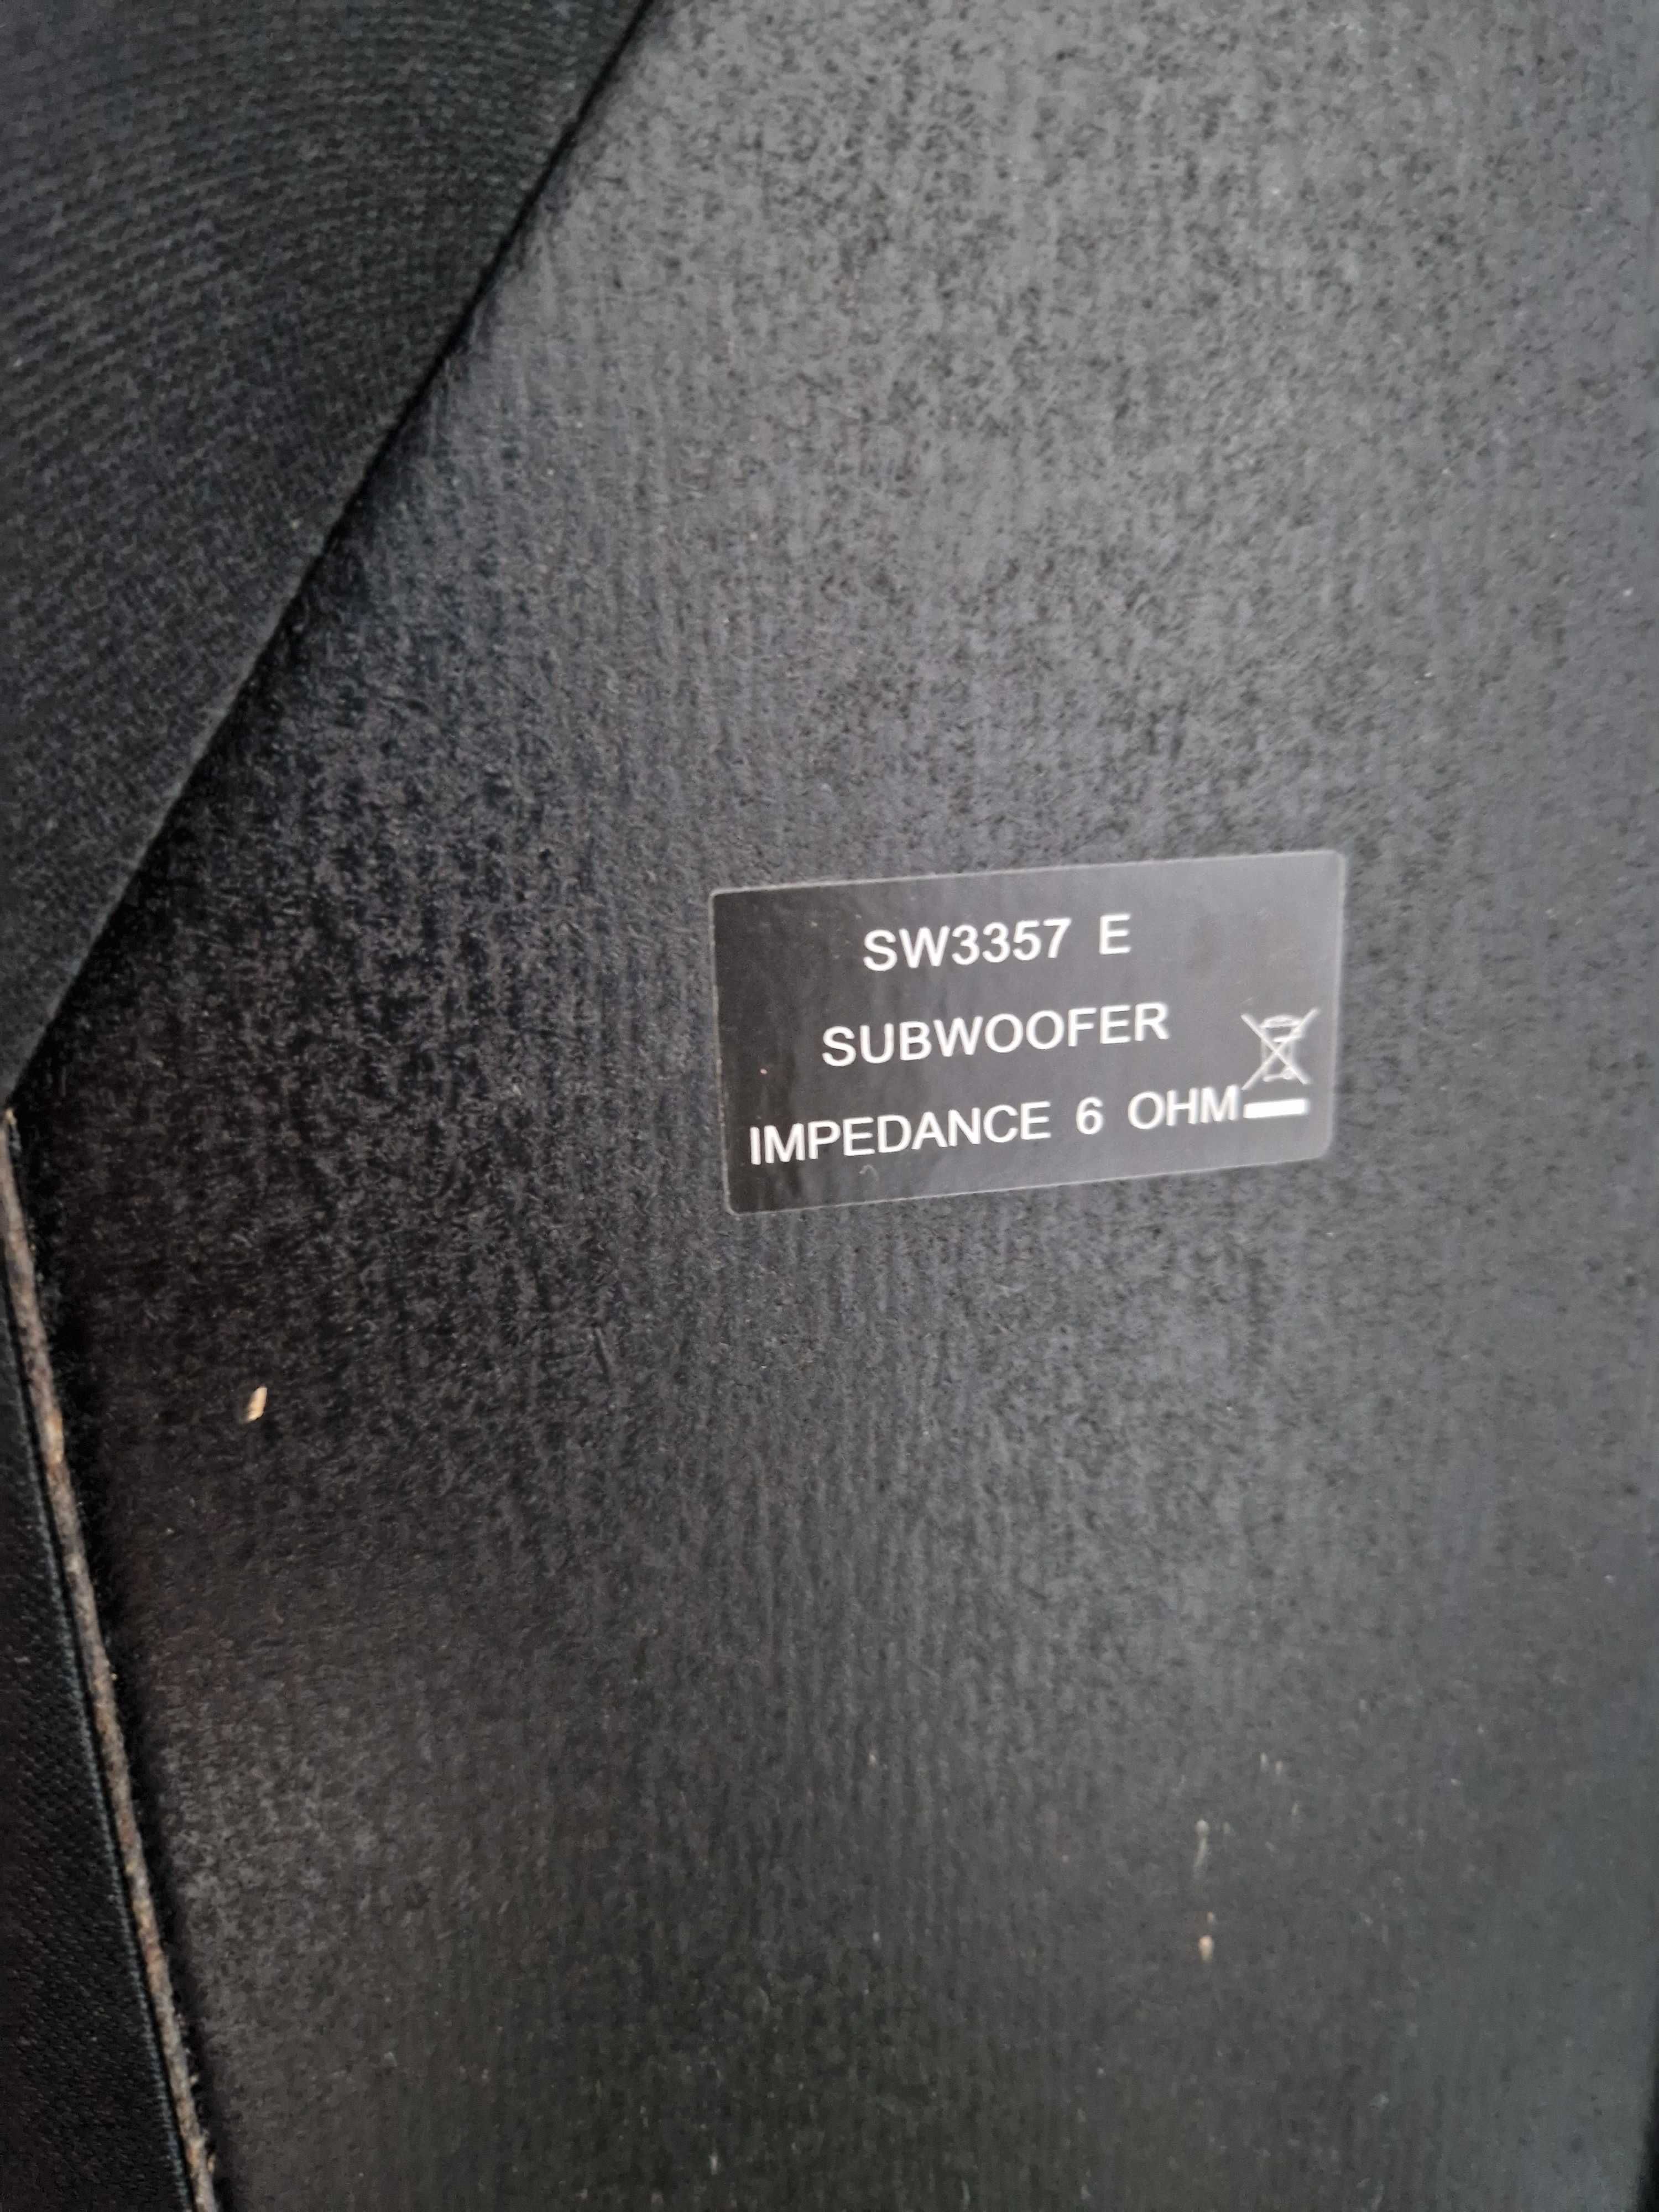 SW3357 E
SUBWOOFER
IMPEDANCE 6 OHM